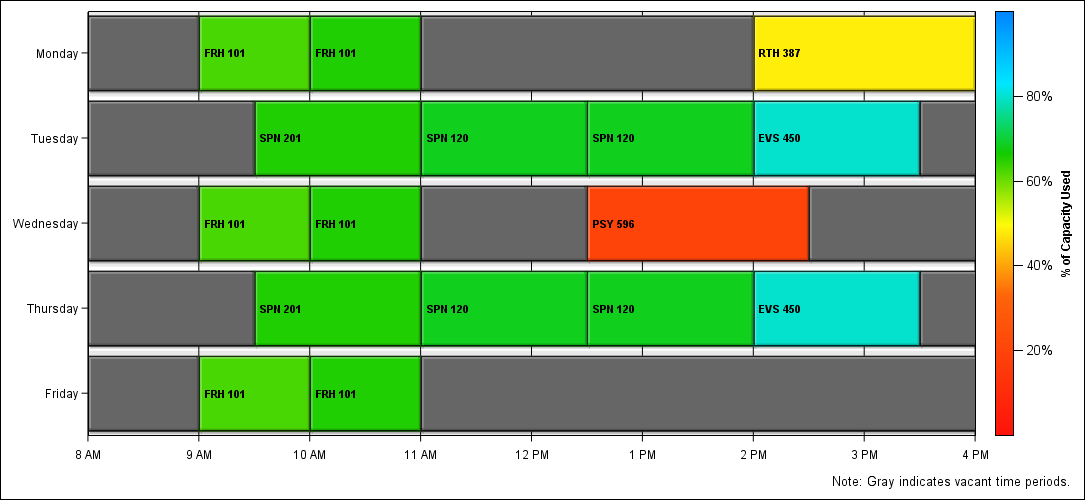 Monday FRH 101 FRH 101 RTH 387
80%
Tuesday SPN 201 SPN 120 SPN 120 EVS 450
60%
Wednesday FRH 101 FRH 101 PSY 596
% of Capacity Used
40%
Thursday SPN 201 SPN 120 SPN 120 EVS 450
20%
Friday FRH 101 FRH 101
8 AM 9 AM 10 AM 11 AM 12 PM 1 PM 2 PM 3 PM 4 PM
Note: Gray indicates vacant time periods.